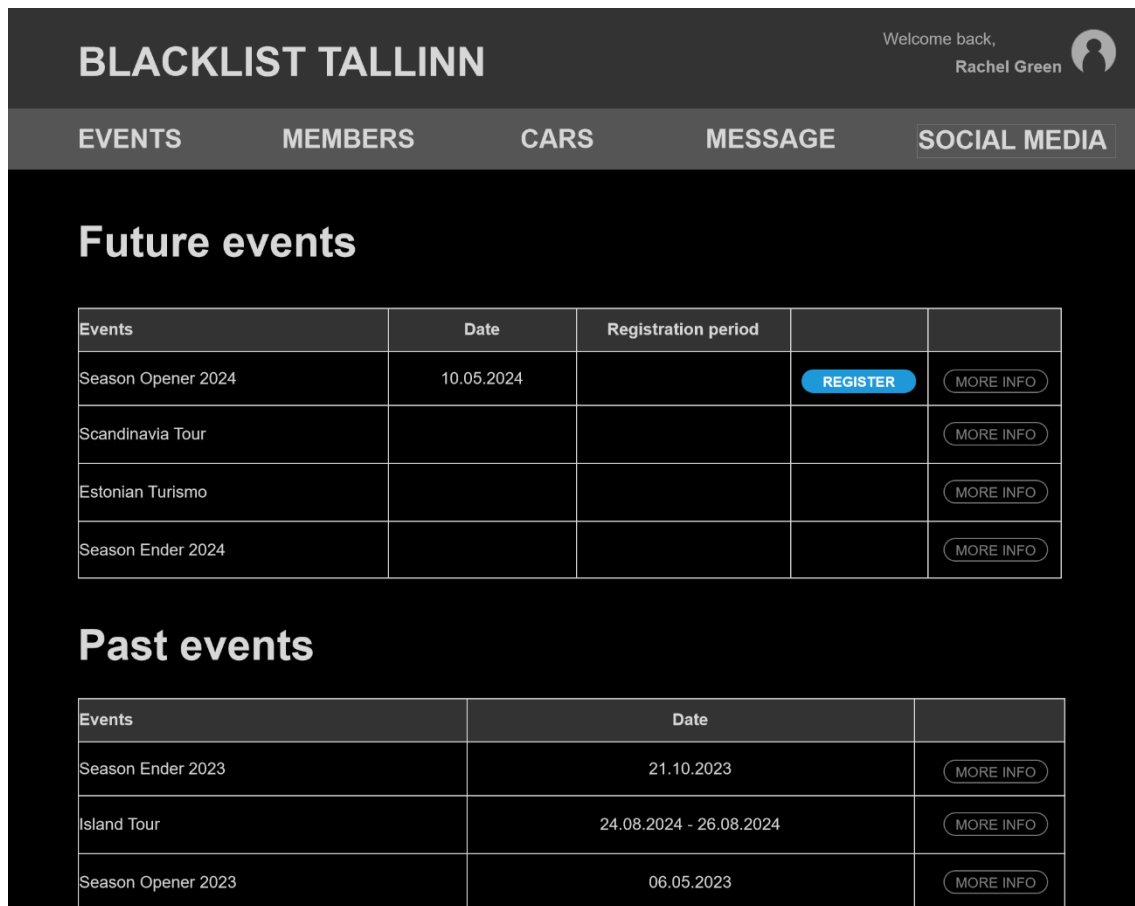 BLACKLIST TALLINN
Welcome back,
Rachel Green
EVENTS MEMBERS CARS MESSAGE SOCIAL MEDIA
Future events
Events Date Registration period
Season Opener 2024 10.05.2024 REGISTER MORE INFO
Scandinavia Tour MORE INFO
Estonian Turismo MORE INFO
Season Ender 2024 MORE INFO
Past events
Events Date
Season Ender 2023 21.10.2023 MORE INFO
Island Tour 24.08.2024 - 26.08.2024 MORE INFO
Season Opener 2023 06.05.2023 MORE INFO